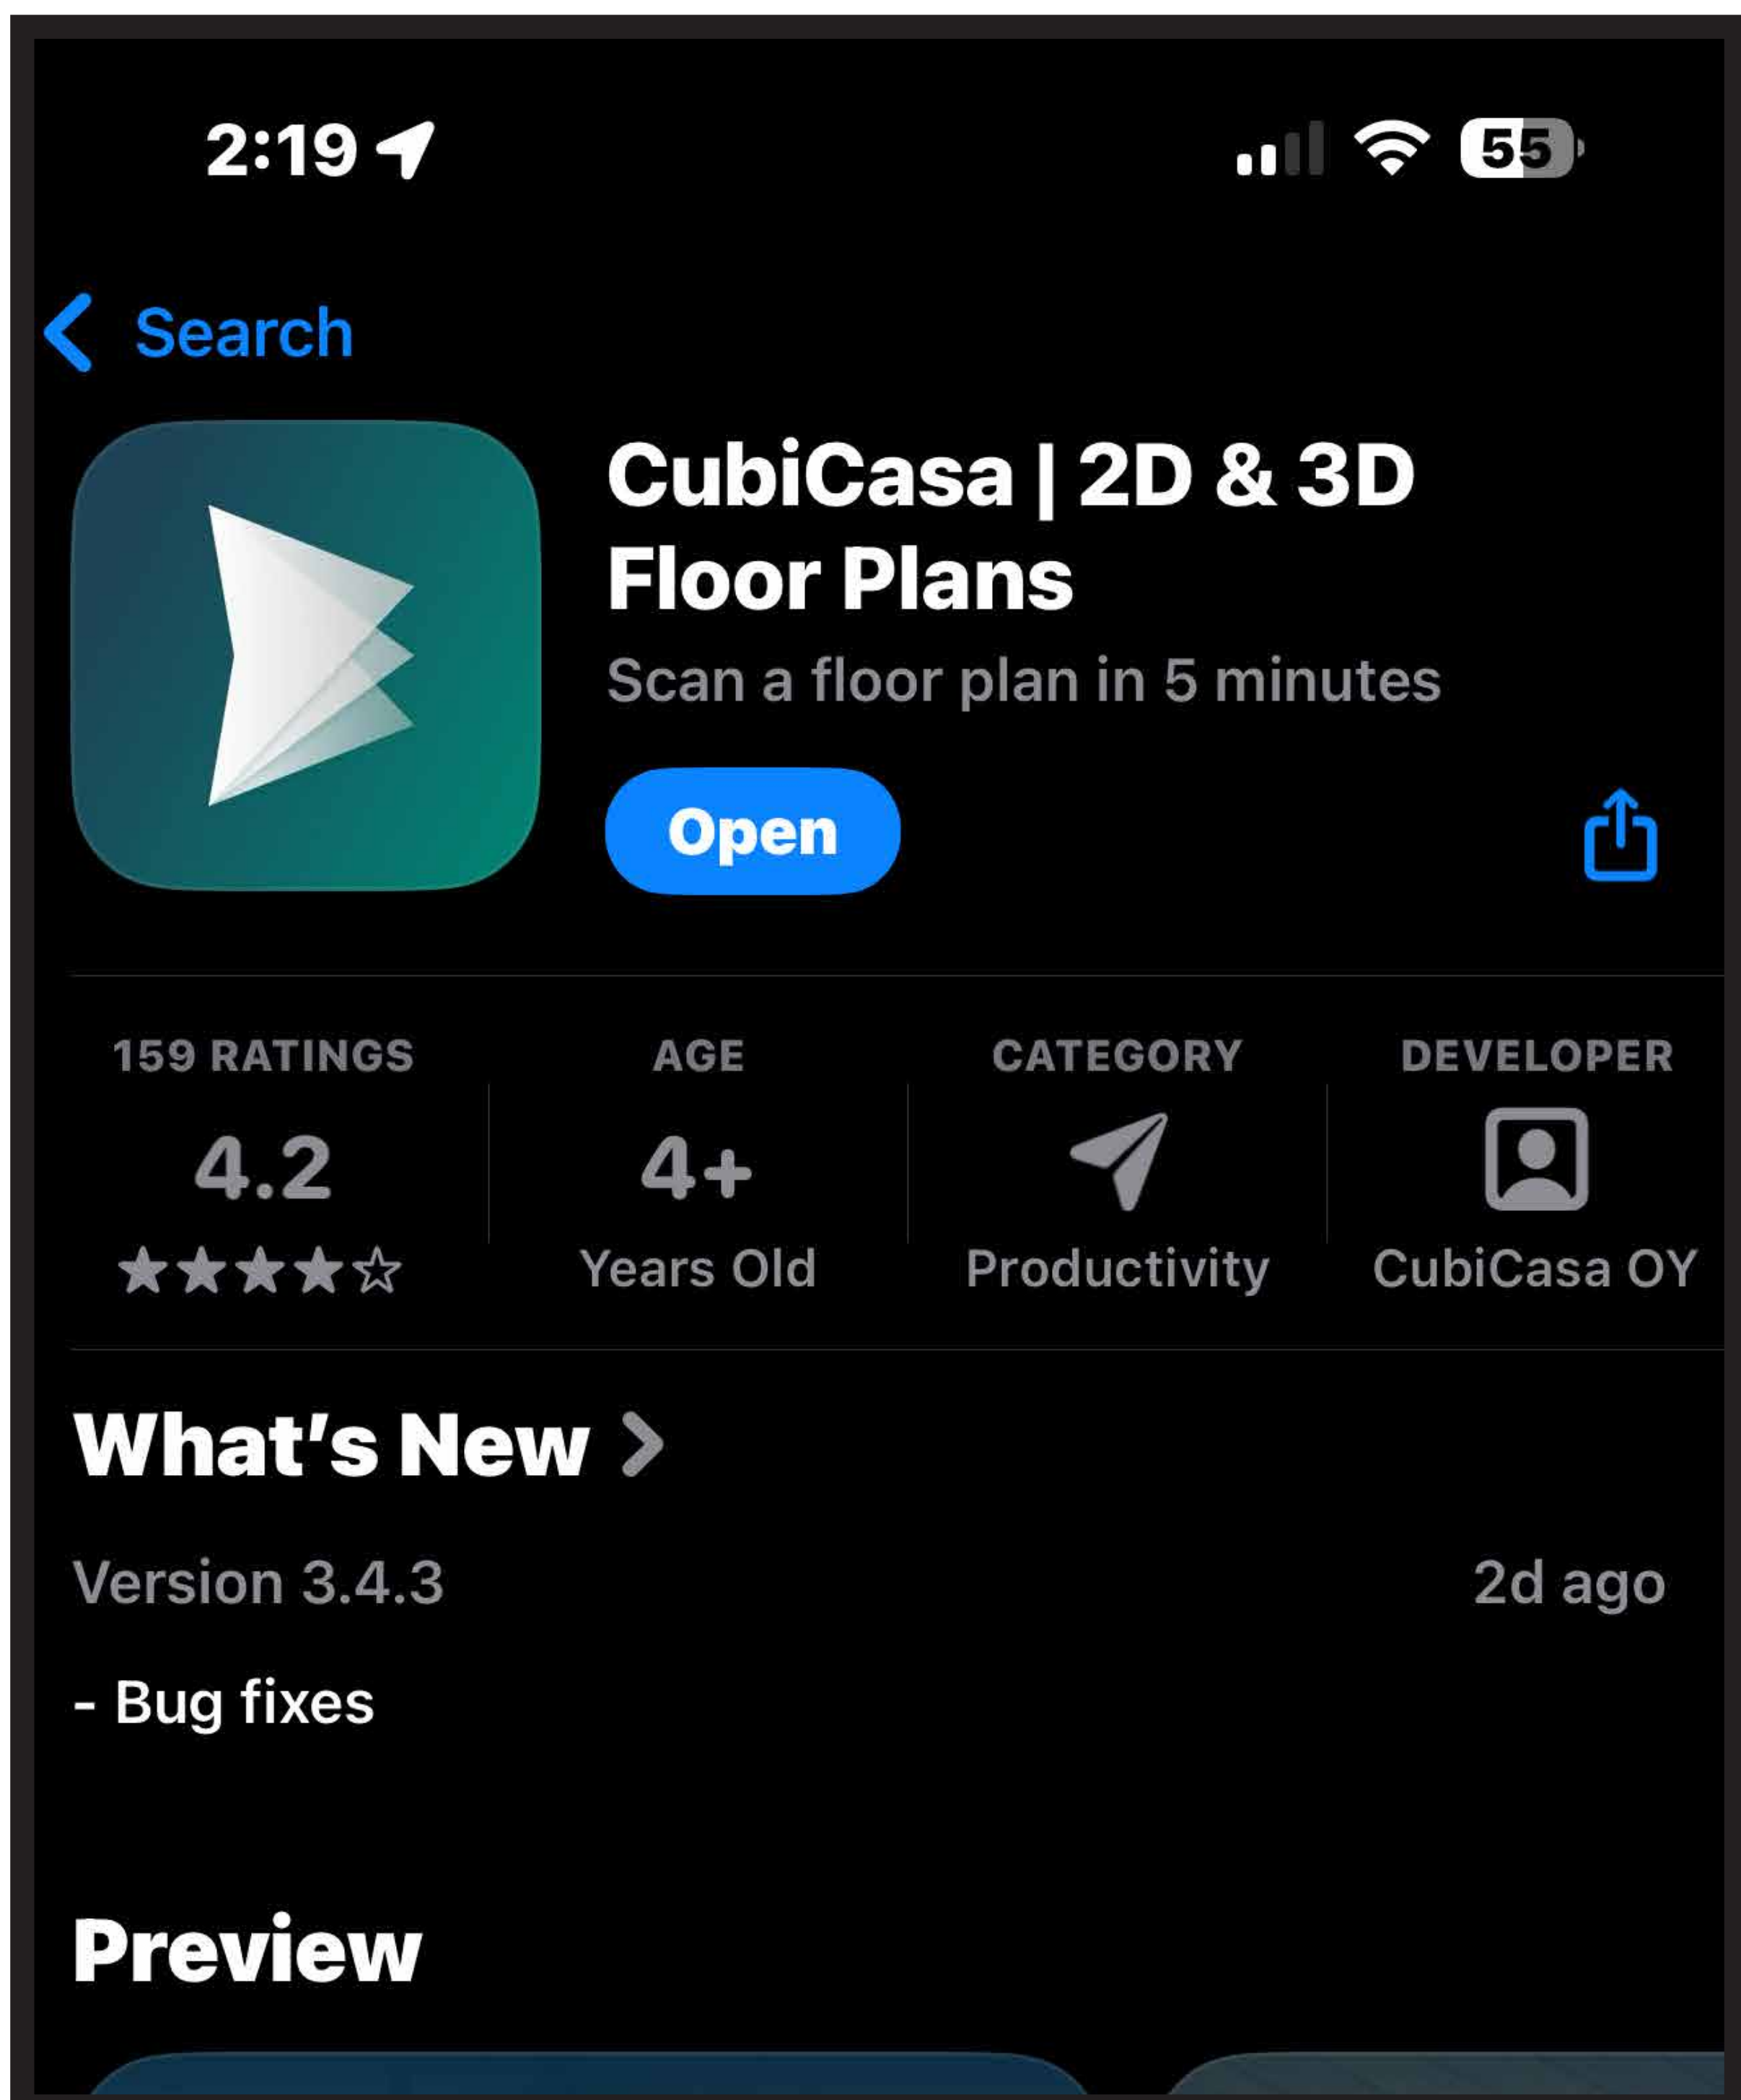 2:19
55
Search
CubiCasa | 2D & 3D
Floor Plans
Scan a floor plan in 5 minutes
Open
159 RATINGS
AGE
CATEGORY
DEVELOPER
4.2
4+
Years Old
Productivity
CubiCasa OY
What's New
Version 3.4.3
2d ago
- Bug fixes
Preview